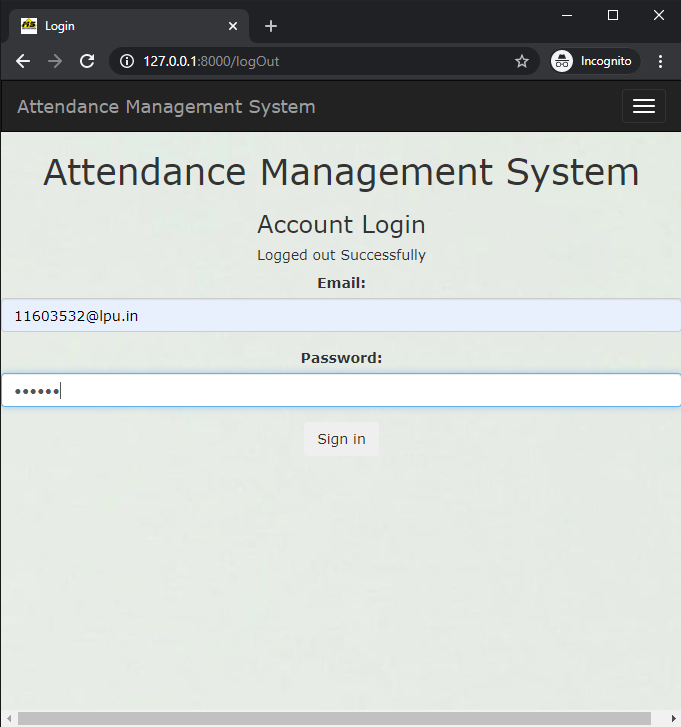 Login
127.0.0.1:8000/logOut
Incognito
Attendance Management System
Attendance Management System
Account Login
Logged out Successfully
Email:
11603532@lpu.in
Password:
••••••
Sign in